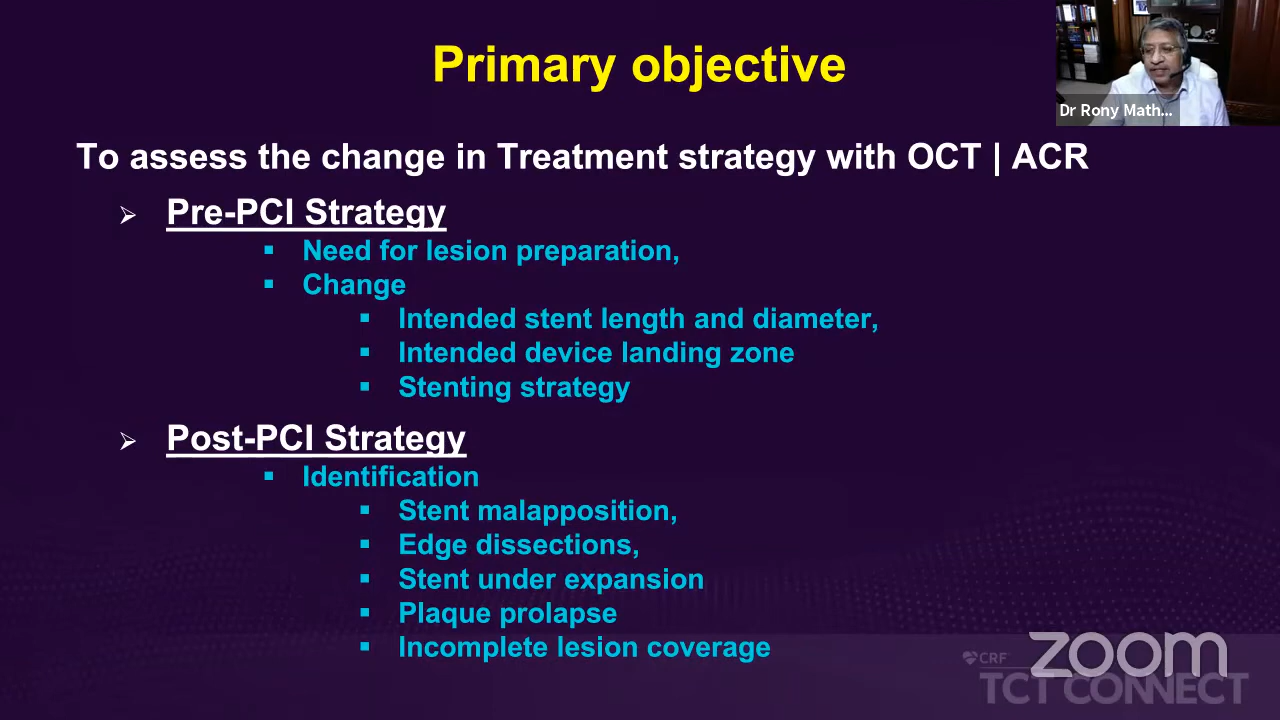 Primary objective
Dr Rony Math...
To assess the change in Treatment strategy with OCT | ACR
Pre-PCI Strategy
Need for lesion preparation,
Change
Intended stent length and diameter,
Intended device landing zone
Stenting strategy
Post-PCI Strategy
Identification
Stent malapposition,
Edge dissections,
Stent under expansion
Plaque prolapse
Incomplete lesion coverage
zoom
CRF
TCT CONNECT